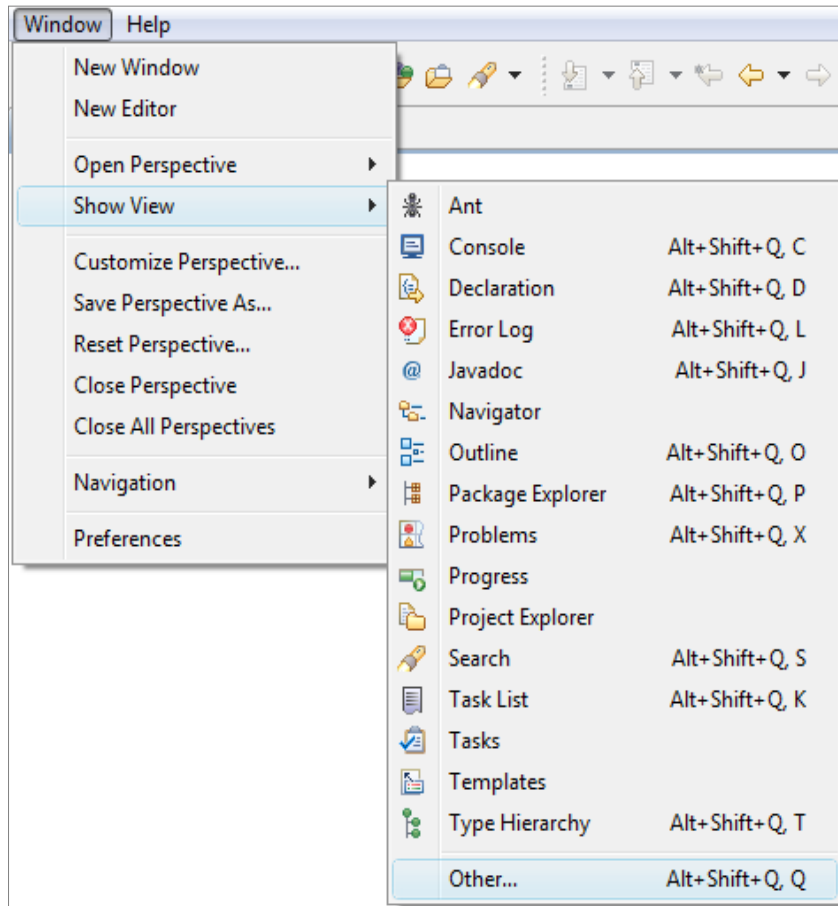 Window Help
New Window
New Editor
Open Perspective
Show View
Customize Perspective...
Save Perspective As...
Reset Perspective...
Close Perspective
Close All Perspectives
Navigation
Preferences
Ant
Console Alt+Shift+Q, C
Declaration Alt+Shift+Q, D
Error Log Alt+Shift+Q, L
Javadoc Alt+Shift+Q, J
Navigator
Outline Alt+Shift+Q, O
Package Explorer Alt+Shift+Q, P
Problems Alt+Shift+Q, X
Progress
Project Explorer
Search Alt+Shift+Q, S
Task List Alt+Shift+Q, K
Tasks
Templates
Type Hierarchy Alt+Shift+Q, T
Other... Alt+Shift+Q, Q